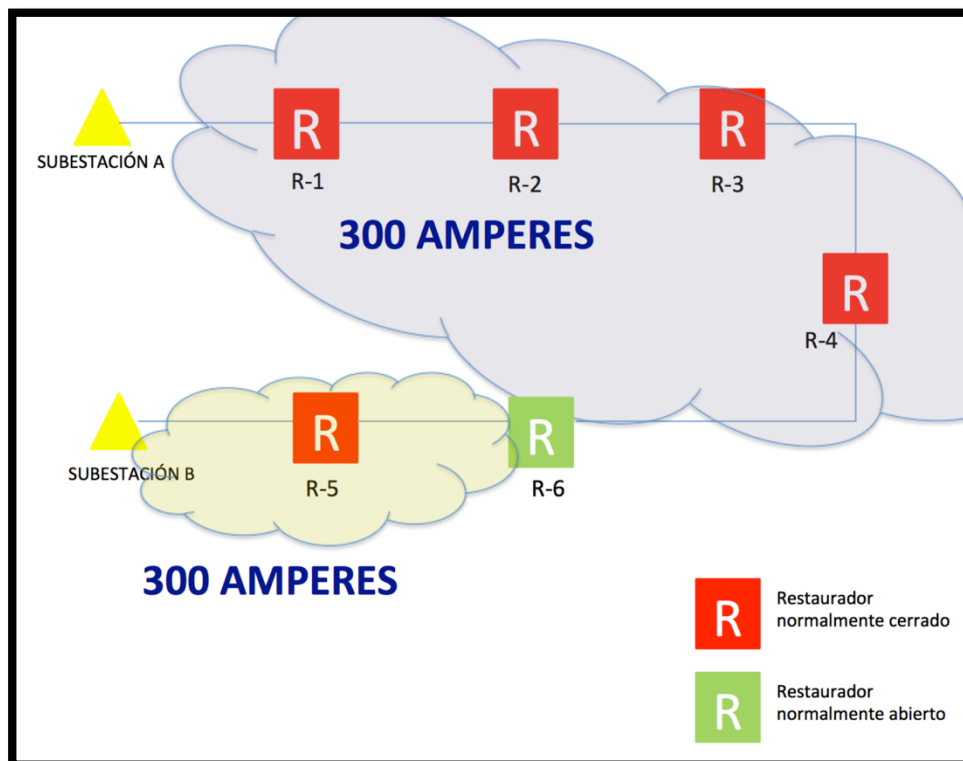 R
R
R
SUBESTACIÓN A
R-1
R-2
R-3
300 AMPERES
R
R-4
R
R
SUBESTACIÓN B
R-5
R-6
300 AMPERES
R
Restaurador
normalmente cerrado
R
Restaurador
normalmente abierto